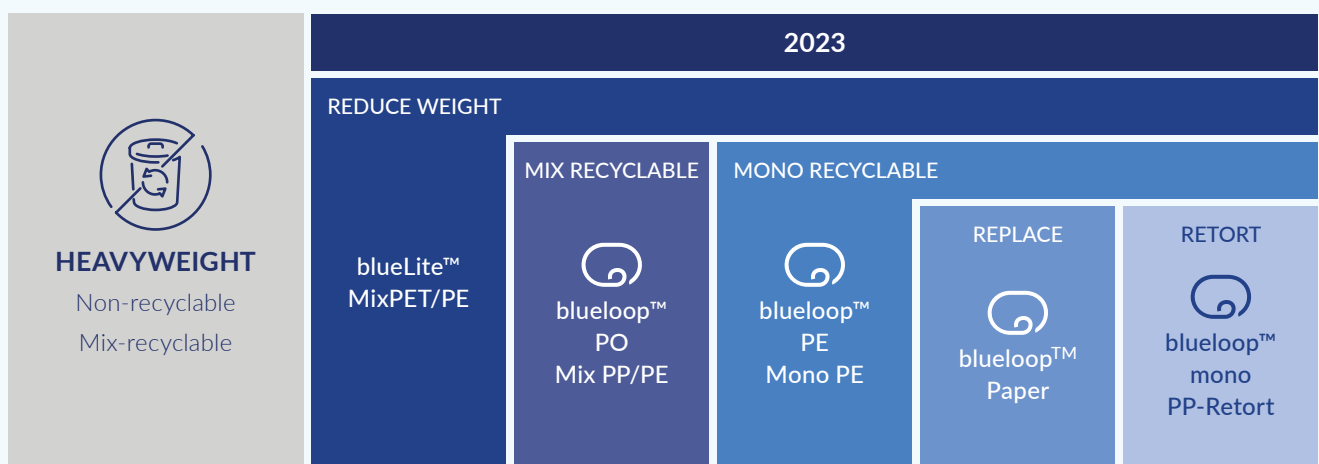 HEAVYWEIGHT
Non-recyclable
Mix-recyclable
2023
REDUCE WEIGHT
blueLite™
MixPET/PE
MIX RECYCLABLE
blueloop™
PO
Mix PP/PE
MONO RECYCLABLE
blueloop™
PE
Mono PE
REPLACE
blueloop™
Paper
RETORT
blueloop™
mono
PP-Retort